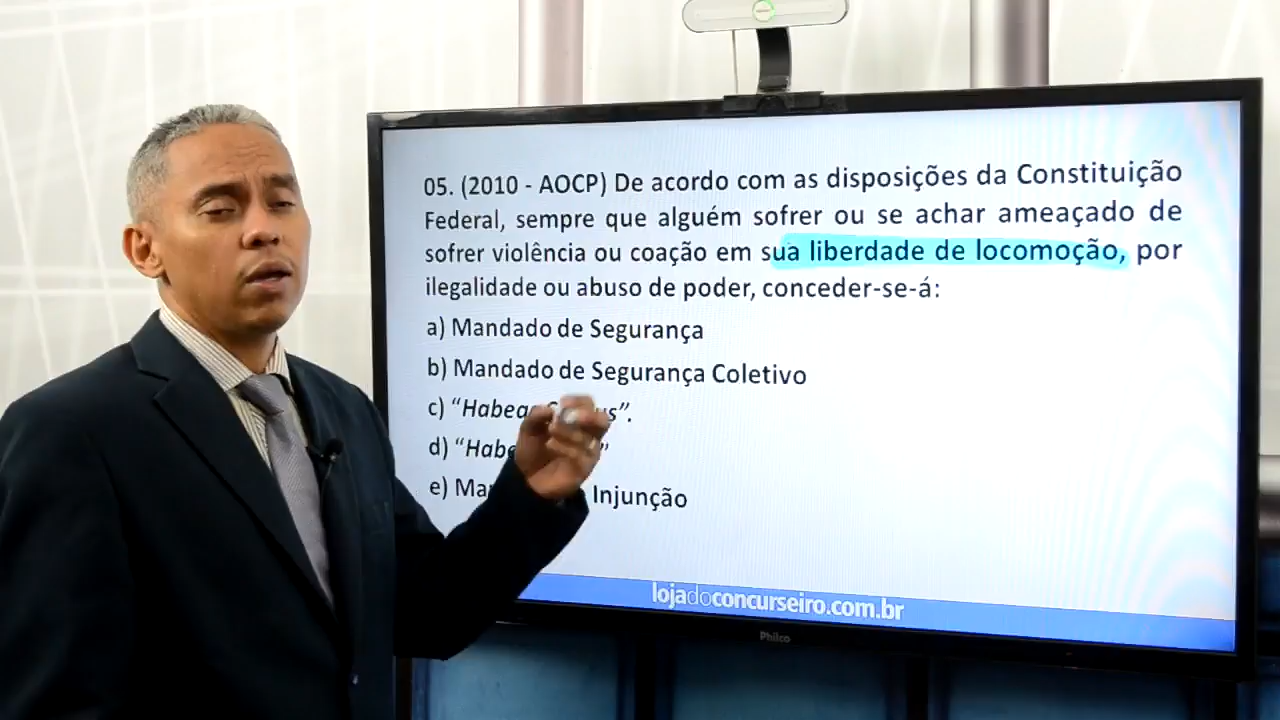 05. (2010 - AOCP) De acordo com as disposições da Constituição
Federal, sempre que alguém sofrer ou se achar ameaçado de
sofrer violência ou coação em sua liberdade de locomoção, por
ilegalidade ou abuso de poder, conceder-se-á:
a) Mandado de Segurança
b) Mandado de Segurança Coletivo
c) “Habeas
d) “
e) Injunção
lojadoconcurseiro.com.br
Philco